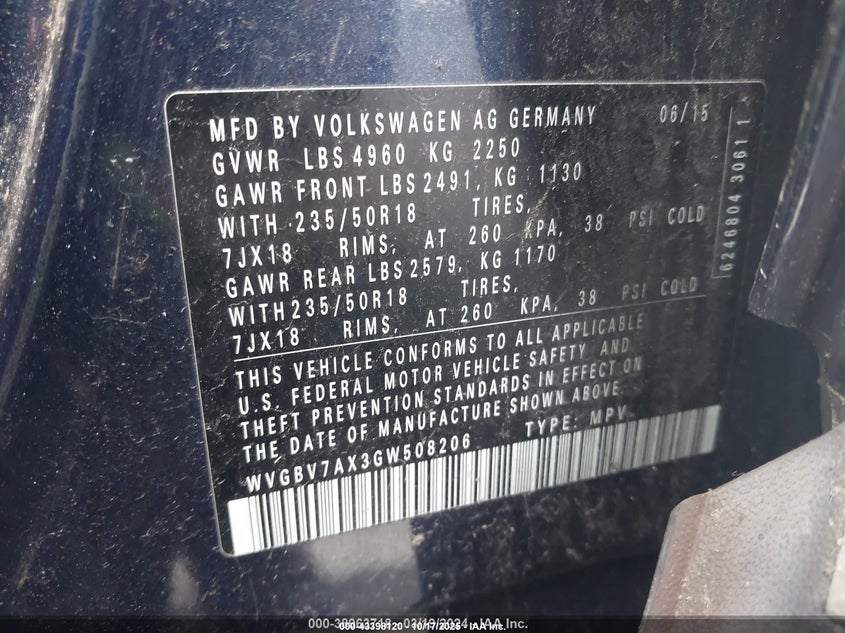 MFD BY VOLKSWAGEN AG GERMANY 06/15
GVWR LBS 4960 KG 2250
GAWR FRONT LBS 2491, KG 1130
WITH 235/50R18 TIRES,
7JX18 RIMS, AT 260 KPA, 38 PSI COLD
GAWR REAR LBS 2579, KG 1170
WITH 235/50R18 TIRES,
7JX18 RIMS, AT 260 KPA, 38 PSI COLD
THIS VEHICLE CONFORMS TO ALL APPLICABLE
U.S. FEDERAL MOTOR VEHICLE SAFETY AND
THEFT PREVENTION STANDARDS IN EFFECT ON
THE DATE OF MANUFACTURE SHOWN ABOVE.
WVGBV7AX3GW508206 TYPE: MPV
6246804 3061 1
43398120 10/17/2025 IAA Inc.